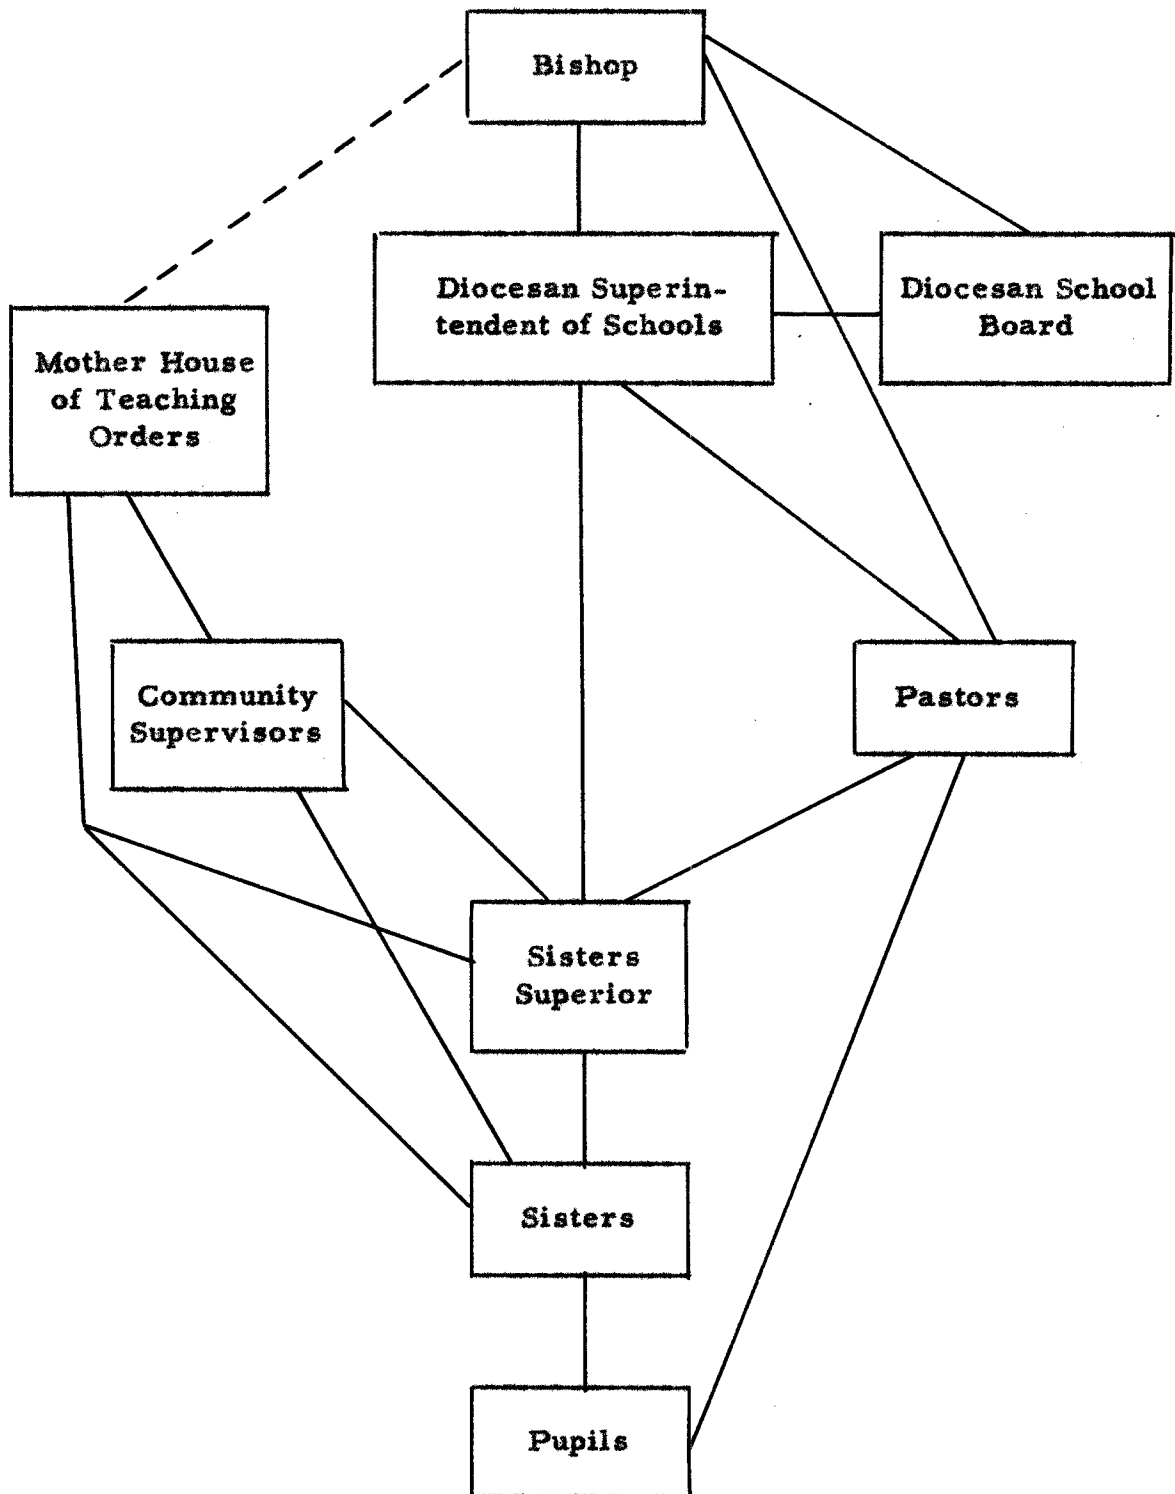 Bishop
Diocesan Superin-
tendent of Schools
Diocesan School
Board
Mother House
of Teaching
Orders
Community
Supervisors
Pastors
Sisters
Superior
Sisters
Pupils